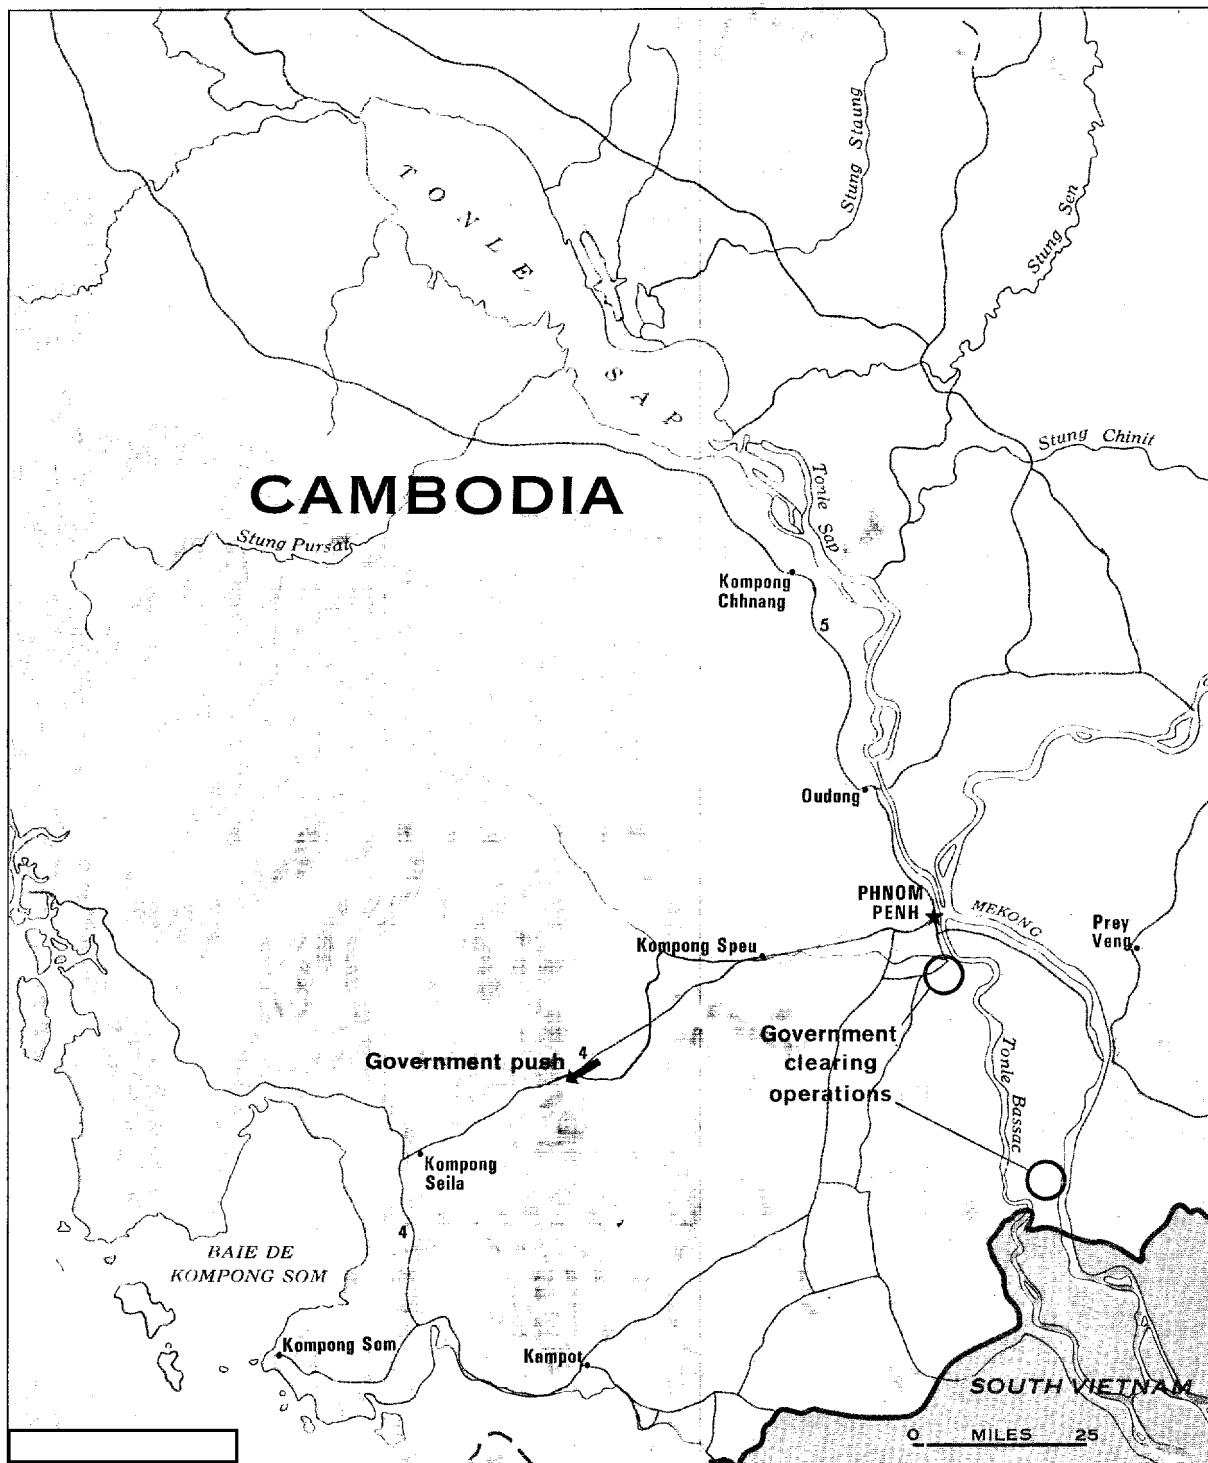 Stung Staung
Stung Sen
TONLE
SAP
Stung Chinit
CAMBODIA
Tonle Sap
Stung Pursat
Kompong
Chhnang
5
Oudong
PHNOM
PENH
MEKONG
Prey
Veng
Kompong Speu
Government
clearing
operations
Government push
4
Tonle Bassac
Kompong
Seila
4
BAIE DE
KOMPONG SOM
Kompong Som
Kampot
SOUTH VIETNAM
0 MILES 25